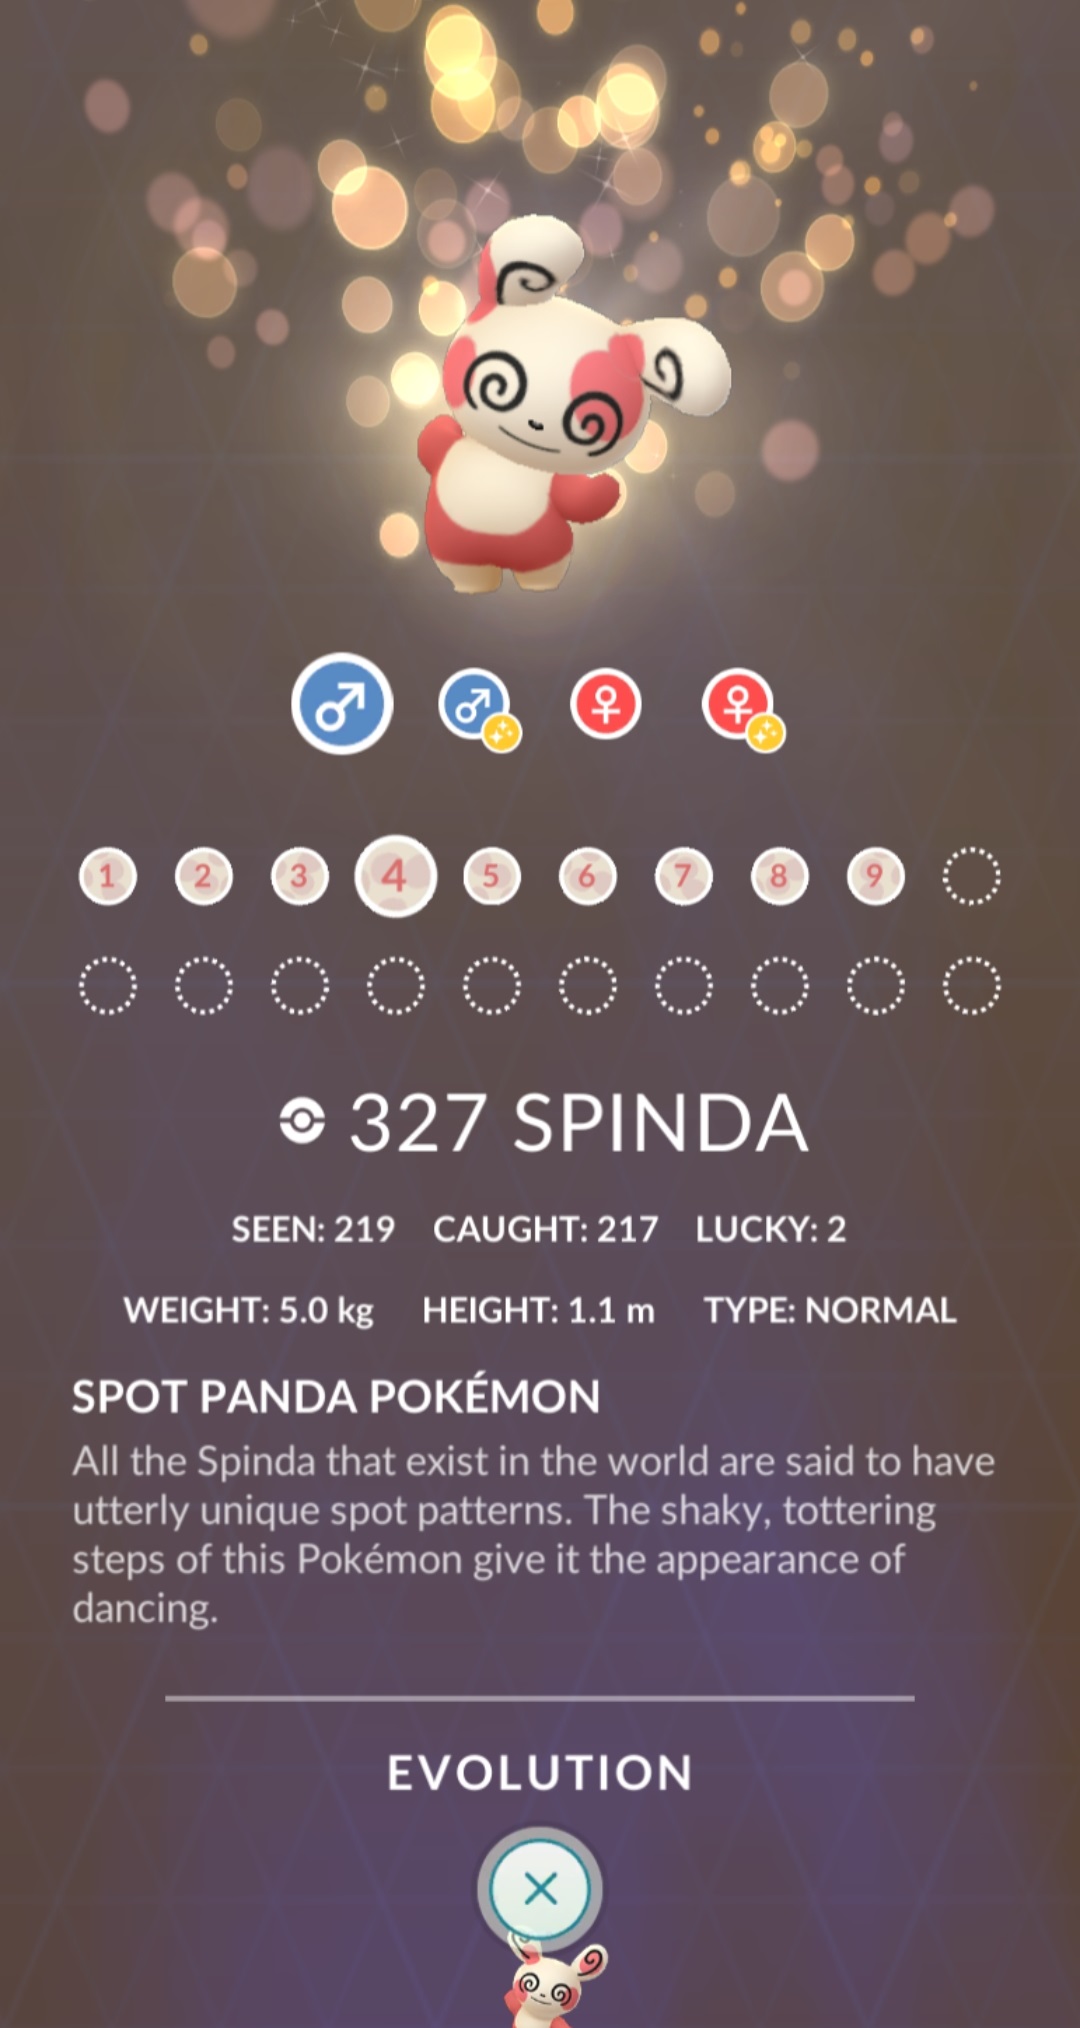 1 2 3 4 5 6 7 8 9
327 SPINDA
SEEN: 219 CAUGHT: 217 LUCKY: 2
WEIGHT: 5.0 kg HEIGHT: 1.1 m TYPE: NORMAL
SPOT PANDA POKÉMON
All the Spinda that exist in the world are said to have
utterly unique spot patterns. The shaky, tottering
steps of this Pokémon give it the appearance of
dancing.
EVOLUTION